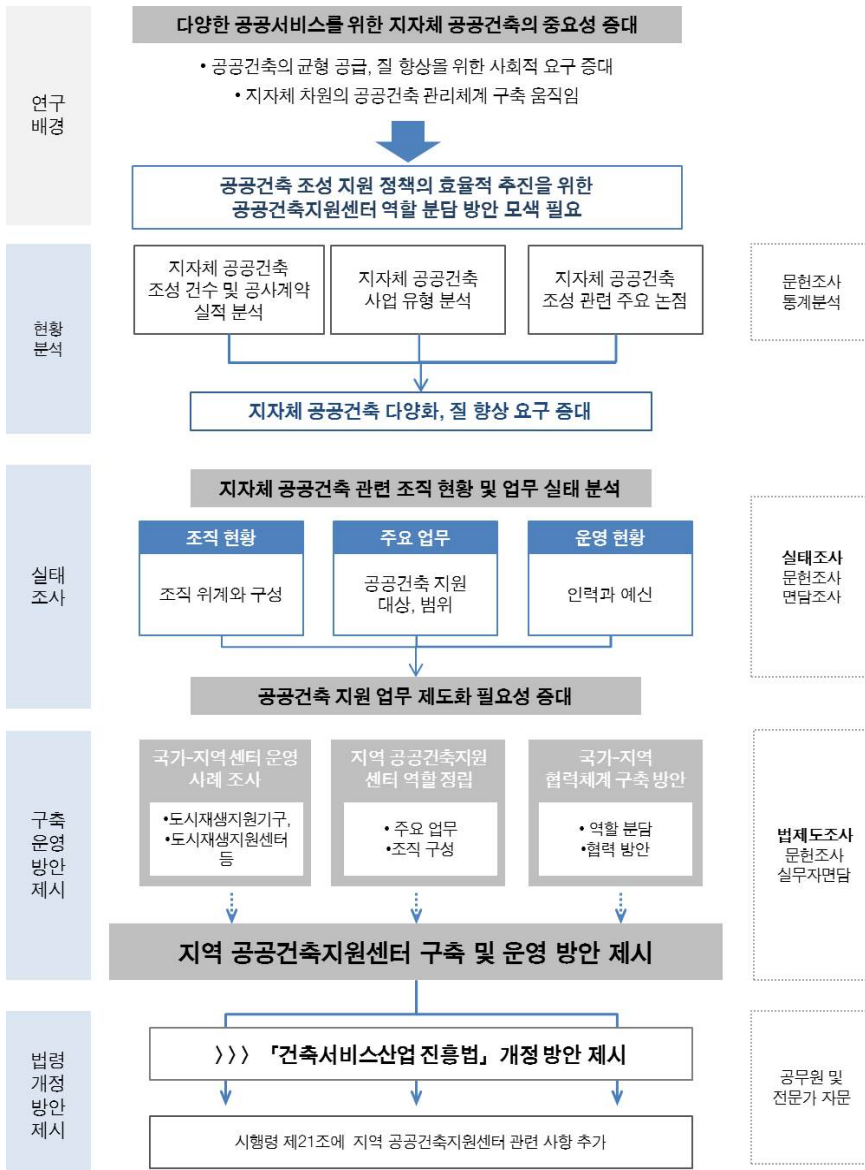 다양한 공공서비스를 위한 지자체 공공건축의 중요성 증대
• 공공건축의 균형 공급, 질 향상을 위한 사회적 요구 증대
• 지자체 차원의 공공건축 관리체계 구축 움직임
연구
배경
공공건축 조성 지원 정책의 효율적 추진을 위한
공공건축지원센터 역할 분담 방안 모색 필요
현황
분석
지자체 공공건축
조성 건수 및 공사계약
실적 분석
지자체 공공건축
사업 유형 분석
지자체 공공건축
조성 관련 주요 논점
문헌조사
통계분석
지자체 공공건축 다양화, 질 향상 요구 증대
실태
조사
지자체 공공건축 관련 조직 현황 및 업무 실태 분석
조직 현황
조직 위계와 구성
주요 업무
공공건축 지원
대상, 범위
운영 현황
인력과 예신
실태조사
문헌조사
면담조사
공공건축 지원 업무 제도화 필요성 증대
구축
운영
방안
제시
국가-지역 센터 운영
사례 조사
•도시재생지원기구,
•도시재생지원센터
등
지역 공공건축지원
센터 역할 정립
• 주요 업무
•조직 구성
국가-지역
협력체계 구축 방안
• 역할 분담
•협력 방안
법제도조사
문헌조사
실무자면담
지역 공공건축지원센터 구축 및 운영 방안 제시
법령
개정
방안
제시
〉〉〉 「건축서비스산업 진흥법」 개정 방안 제시
시행령 제21조에 지역 공공건축지원센터 관련 사항 추가
공무원 및
전문가 자문